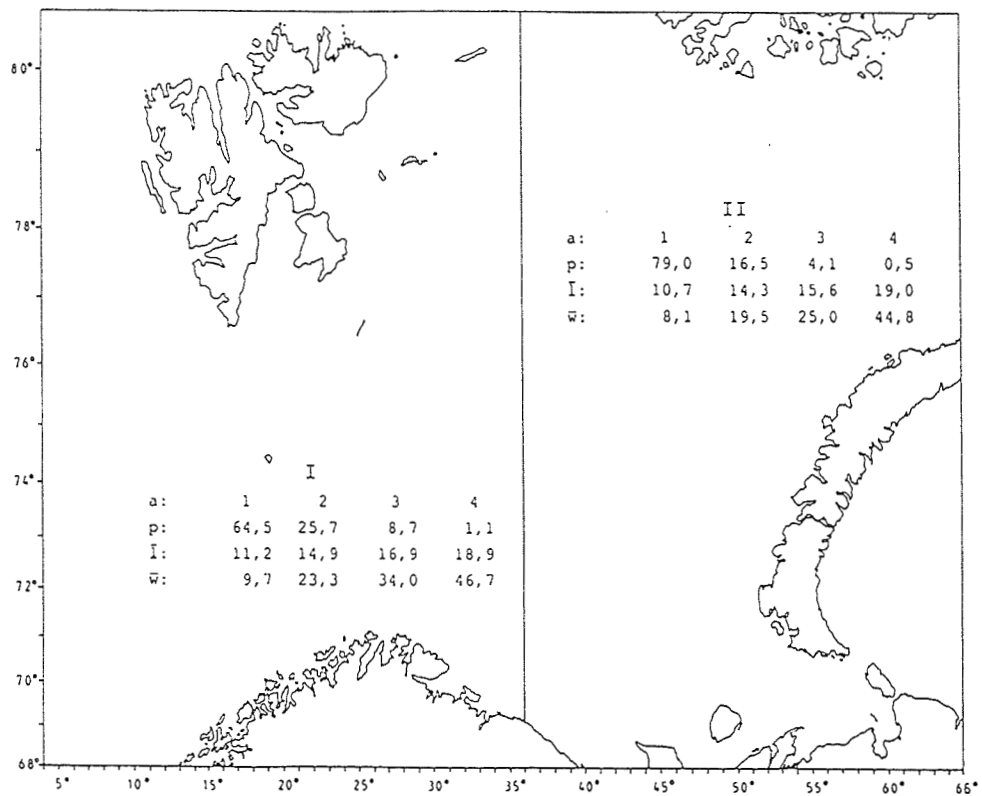 80°
78°
II
a: 1 2 3 4
p: 79,0 16,5 4,1 0,5
l̄: 10,7 14,3 15,6 19,0
w̄: 8,1 19,5 25,0 44,8
76°
74°
I
a: 1 2 3 4
p: 64,5 25,7 8,7 1,1
l̄: 11,2 14,9 16,9 18,9
w̄: 9,7 23,3 34,0 46,7
72°
70°
68°
5° 10° 15° 20° 25° 30° 35° 40° 45° 50° 55° 60° 66°